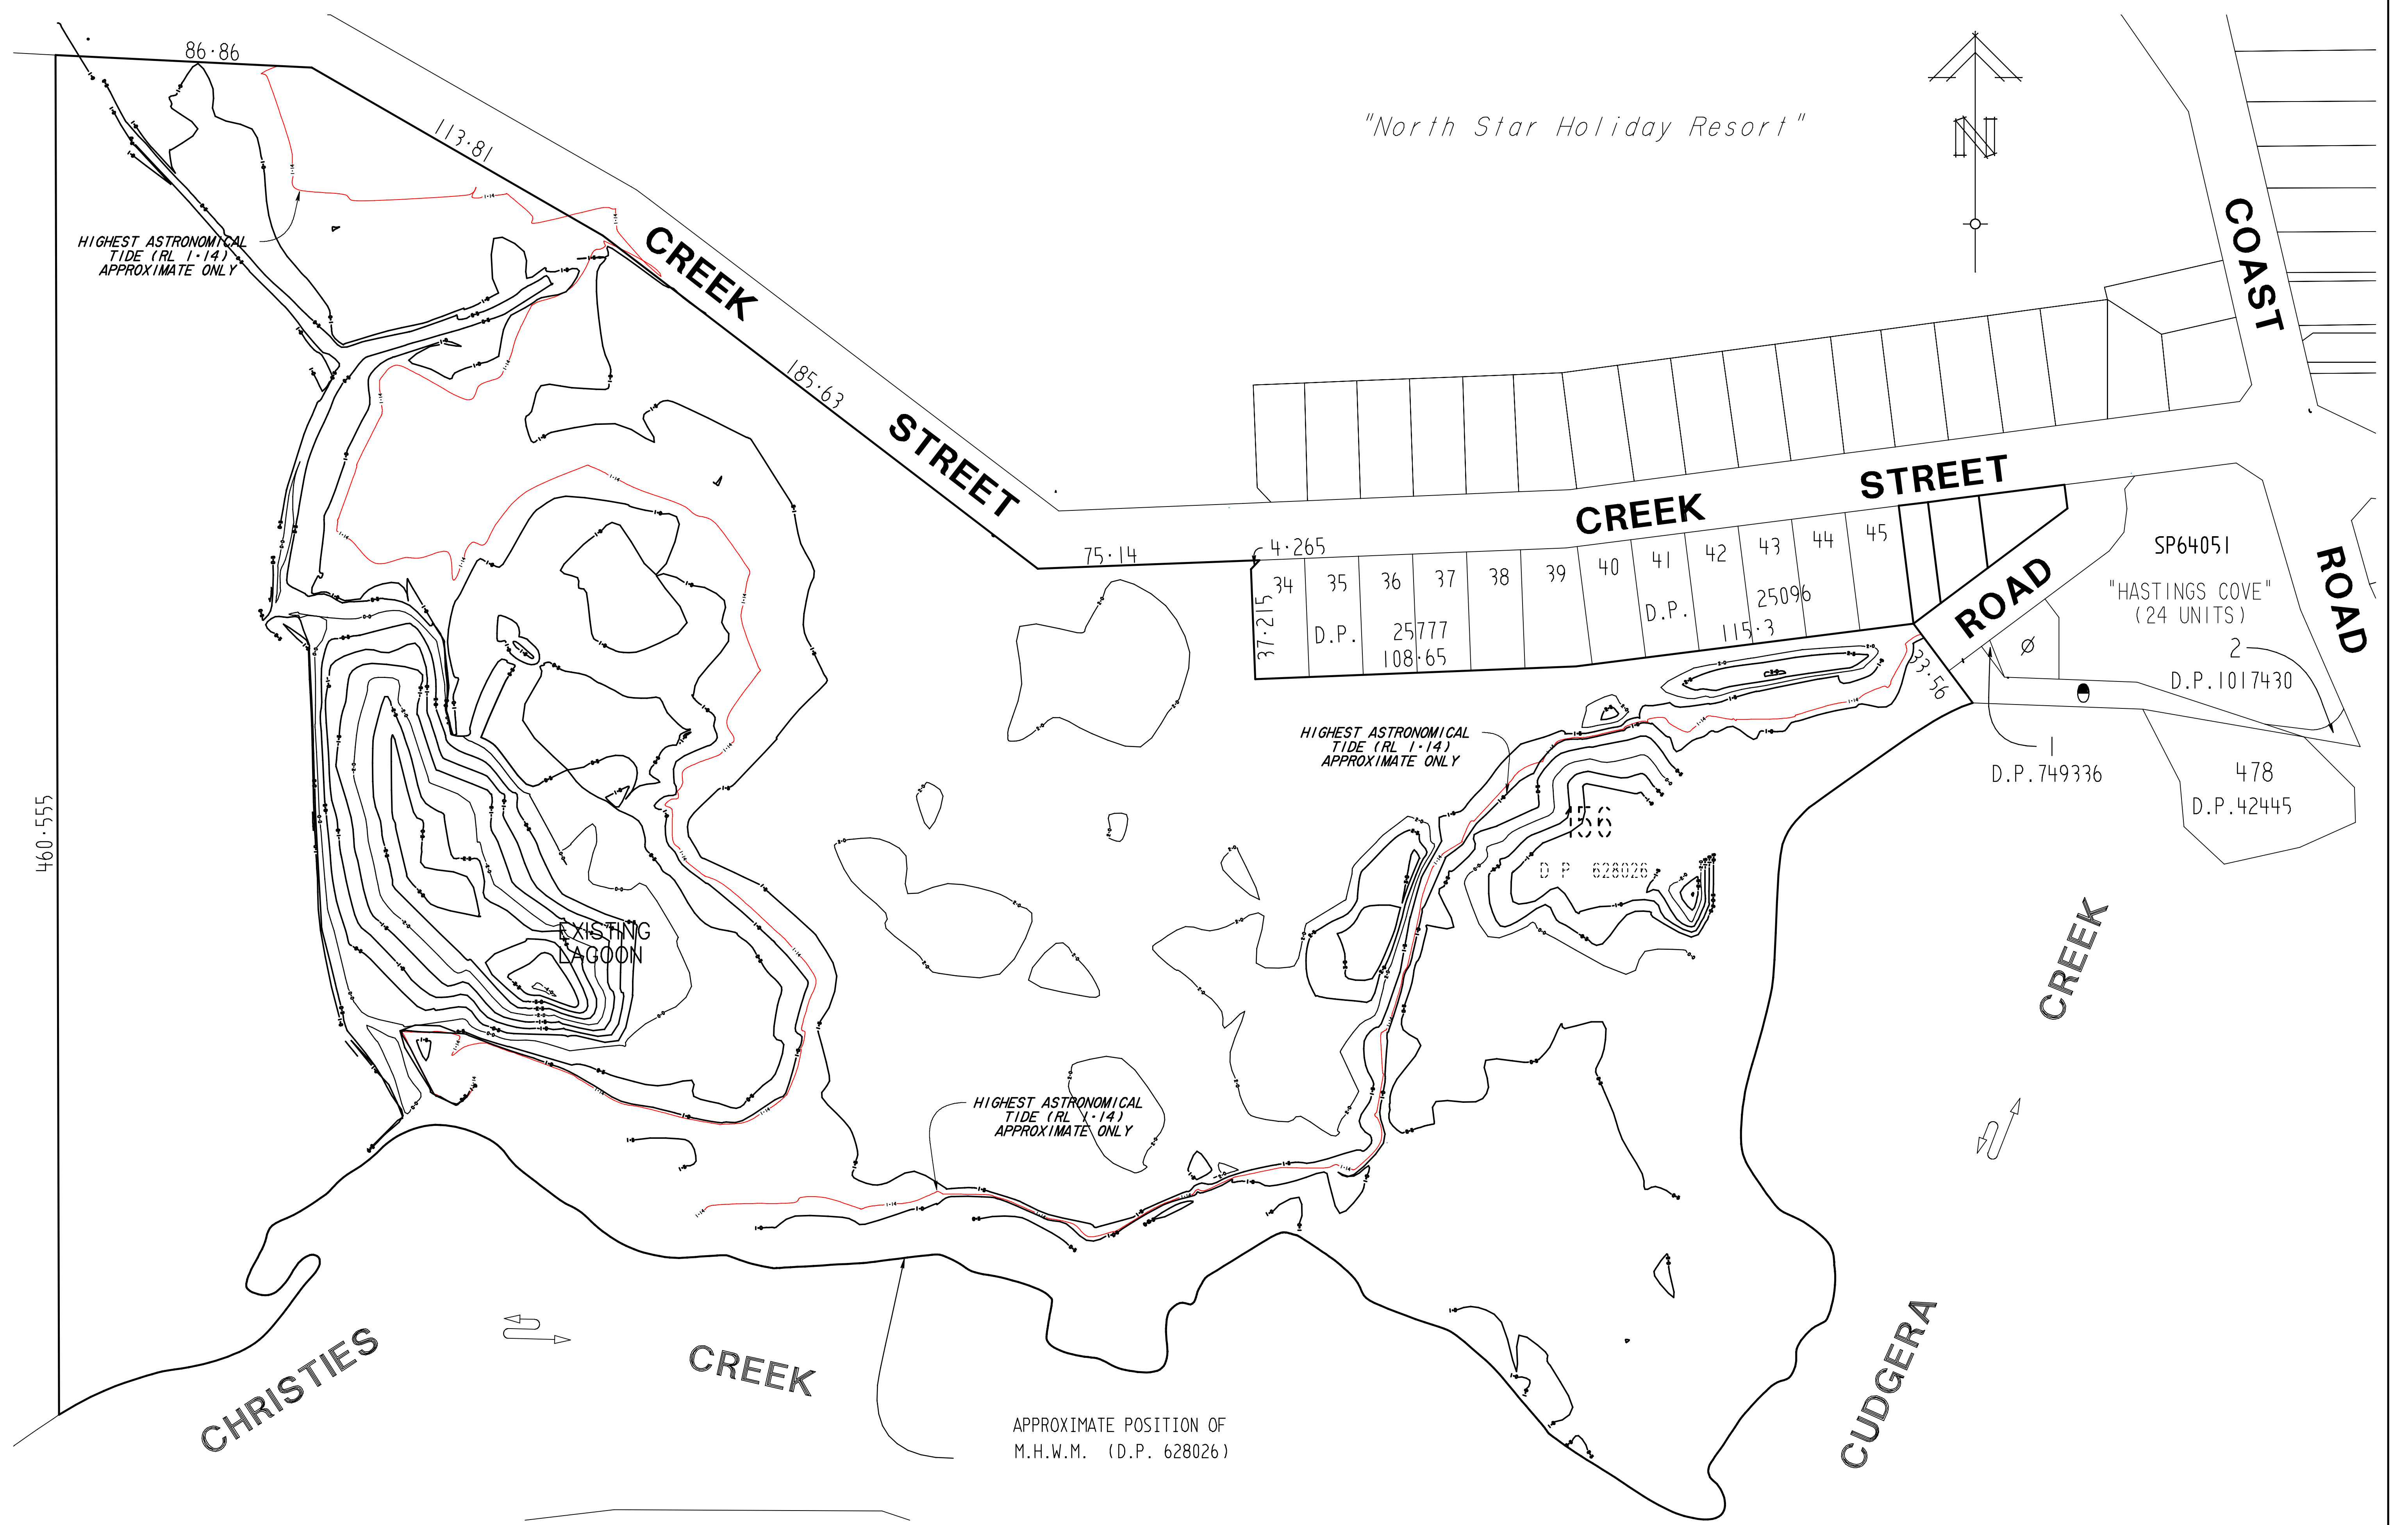 86·86
113·81
"North Star Holiday Resort"
N
COAST
ROAD
HIGHEST ASTRONOMICAL
TIDE (RL 1·14)
APPROXIMATE ONLY
CREEK
STREET
185·63
75·14
4·265
CREEK
STREET
34
35
36
37
38
39
40
41
42
43
44
45
D.P.
25777
D.P.
25096
37·215
108·65
115·3
ROAD
33·56
SP64051
"HASTINGS COVE"
(24 UNITS)
2
D.P.1017430
1
D.P.749336
478
D.P.42445
HIGHEST ASTRONOMICAL
TIDE (RL 1·14)
APPROXIMATE ONLY
156
D P 628026
460·555
EXISTING
LAGOON
HIGHEST ASTRONOMICAL
TIDE (RL 1·14)
APPROXIMATE ONLY
CREEK
CUDGERA
CHRISTIES
CREEK
APPROXIMATE POSITION OF
M.H.W.M. (D.P. 628026)